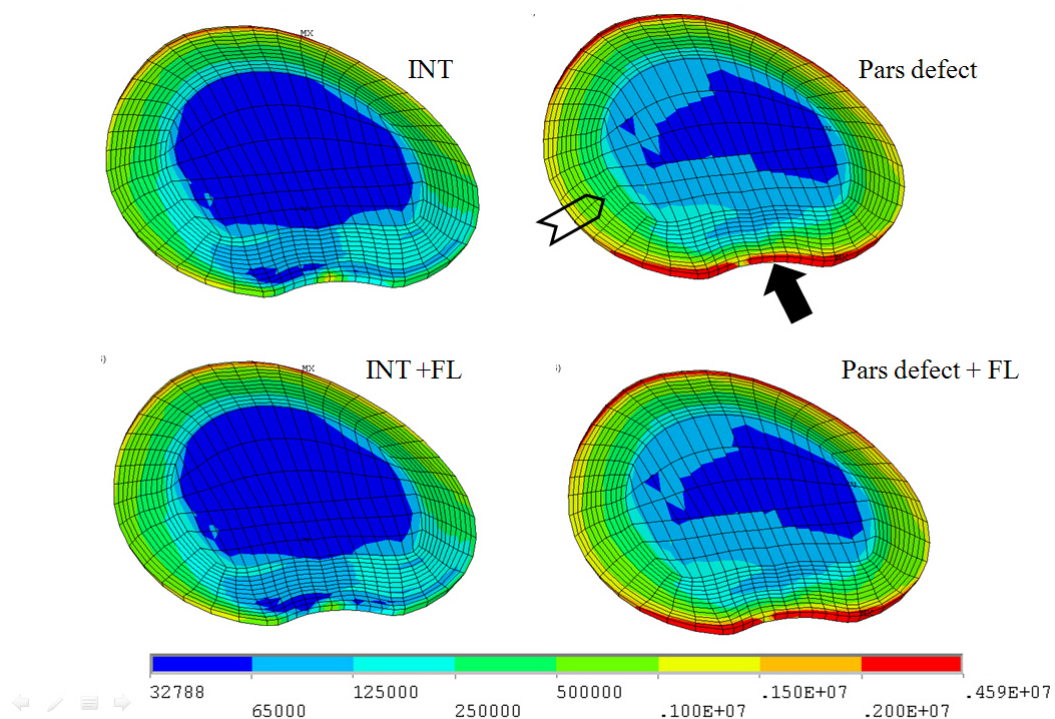 MX
INT
Pars defect
INT +FL
MX
Pars defect + FL
32788
125000
500000
.150E+07
.459E+07
65000
250000
.100E+07
.200E+07